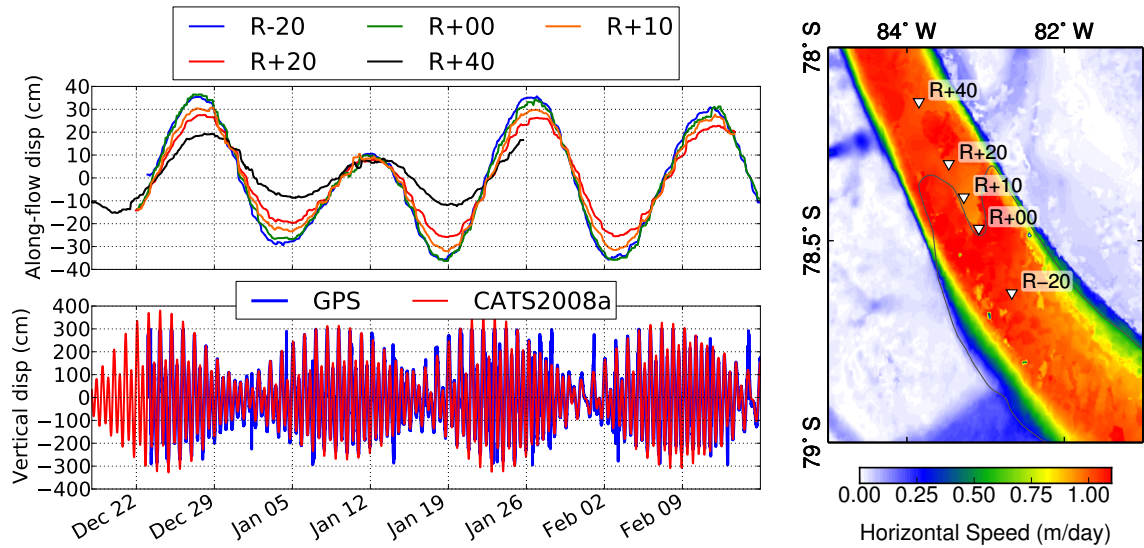 R-20 R+00 R+10
R+20 R+40
Along-flow disp (cm)
40
30
20
10
0
−10
−20
−30
−40
GPS CATS2008a
Vertical disp (cm)
400
300
200
100
0
−100
−200
−300
−400
Dec 22 Dec 29 Jan 05 Jan 12 Jan 19 Jan 26 Feb 02 Feb 09
84° W 82° W
78° S
78.5° S
79° S
R+40
R+20
R+10
R+00
R−20
0.00 0.25 0.50 0.75 1.00
Horizontal Speed (m/day)